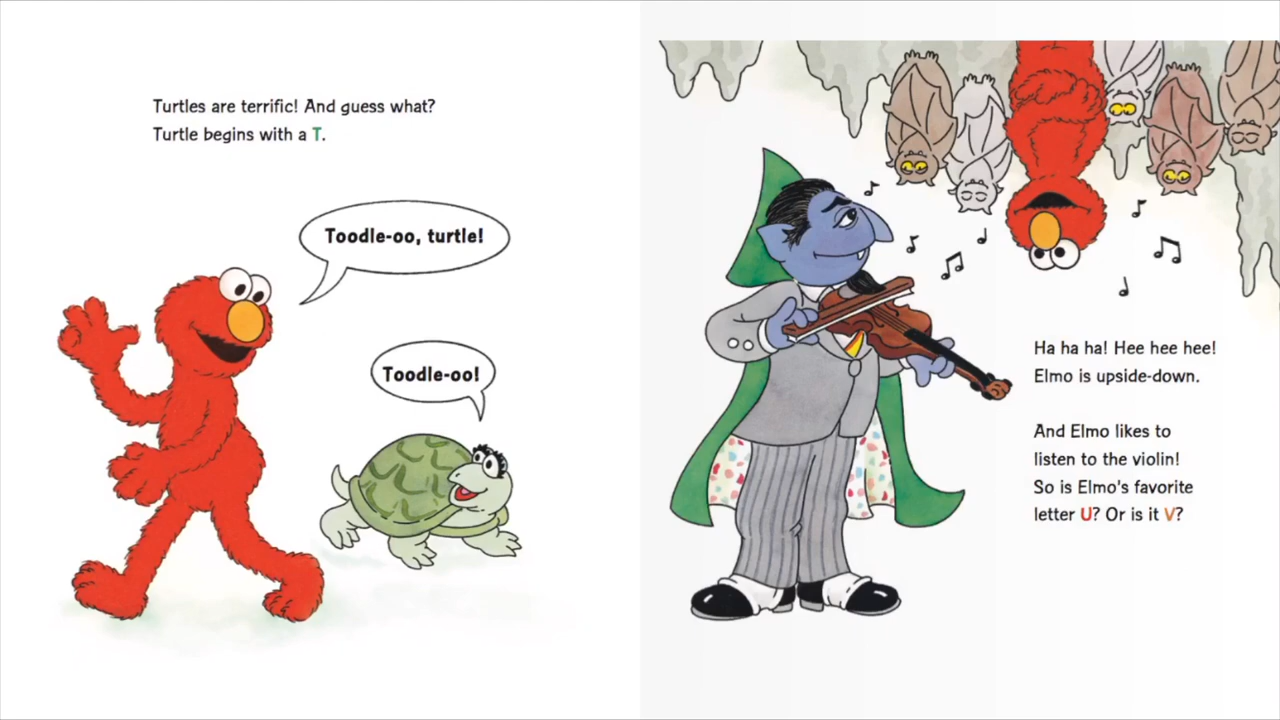 Turtles are terrific! And guess what?
Turtle begins with a T.
Toodle-oo, turtle!
Toodle-oo!
Ha ha ha! Hee hee hee!
Elmo is upside-down.
And Elmo likes to
listen to the violin!
So is Elmo's favorite
letter U? Or is it V?